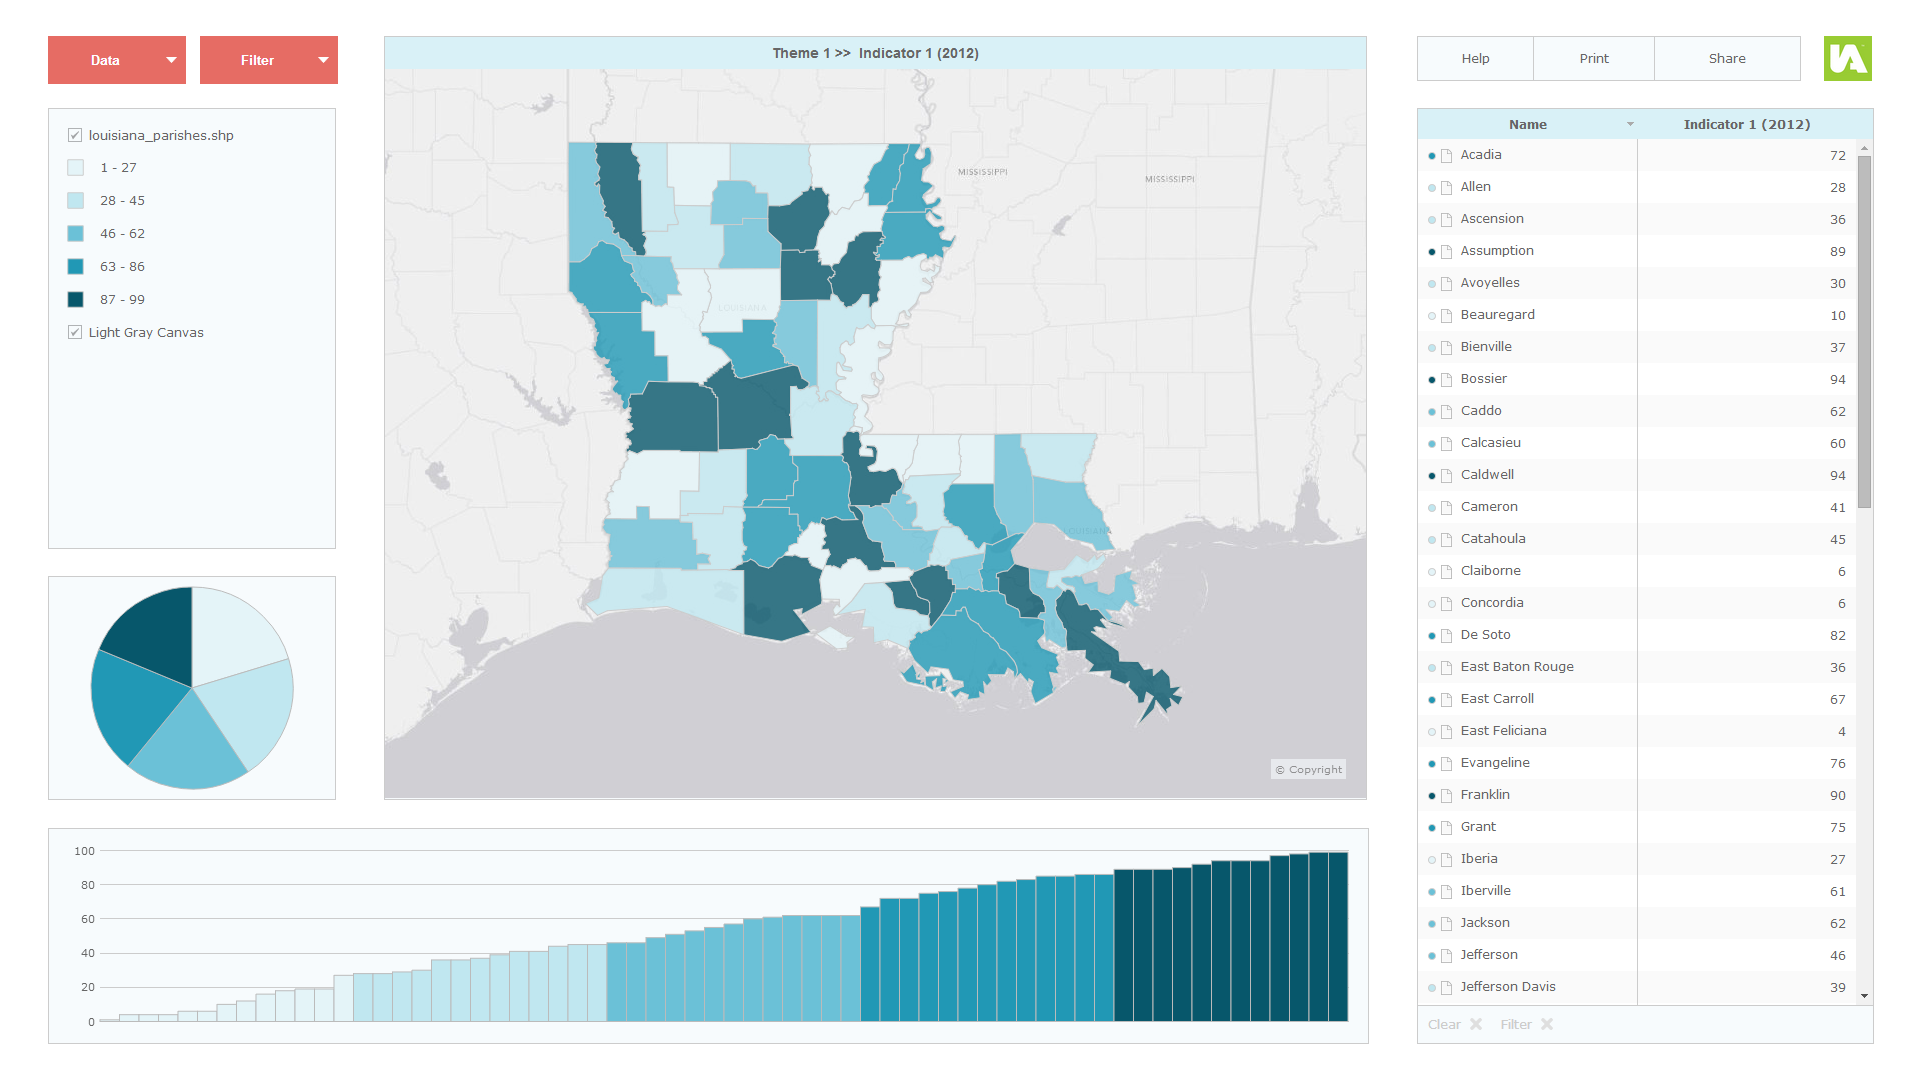 Data
Filter
louisiana_parishes.shp
1 - 27
28 - 45
46 - 62
63 - 86
87 - 99
Light Gray Canvas
Theme 1 >> Indicator 1 (2012)
MISSISSIPPI
MISSISSIPPI
LOUISIANA
LOUISIANA
© Copyright
100
80
60
40
20
0
Help
Print
Share
IA
Name
Indicator 1 (2012)
Acadia 72
Allen 28
Ascension 36
Assumption 89
Avoyelles 30
Beauregard 10
Bienville 37
Bossier 94
Caddo 62
Calcasieu 60
Caldwell 94
Cameron 41
Catahoula 45
Claiborne 6
Concordia 6
De Soto 82
East Baton Rouge 36
East Carroll 67
East Feliciana 4
Evangeline 76
Franklin 90
Grant 75
Iberia 27
Iberville 61
Jackson 62
Jefferson 46
Jefferson Davis 39
Clear
Filter